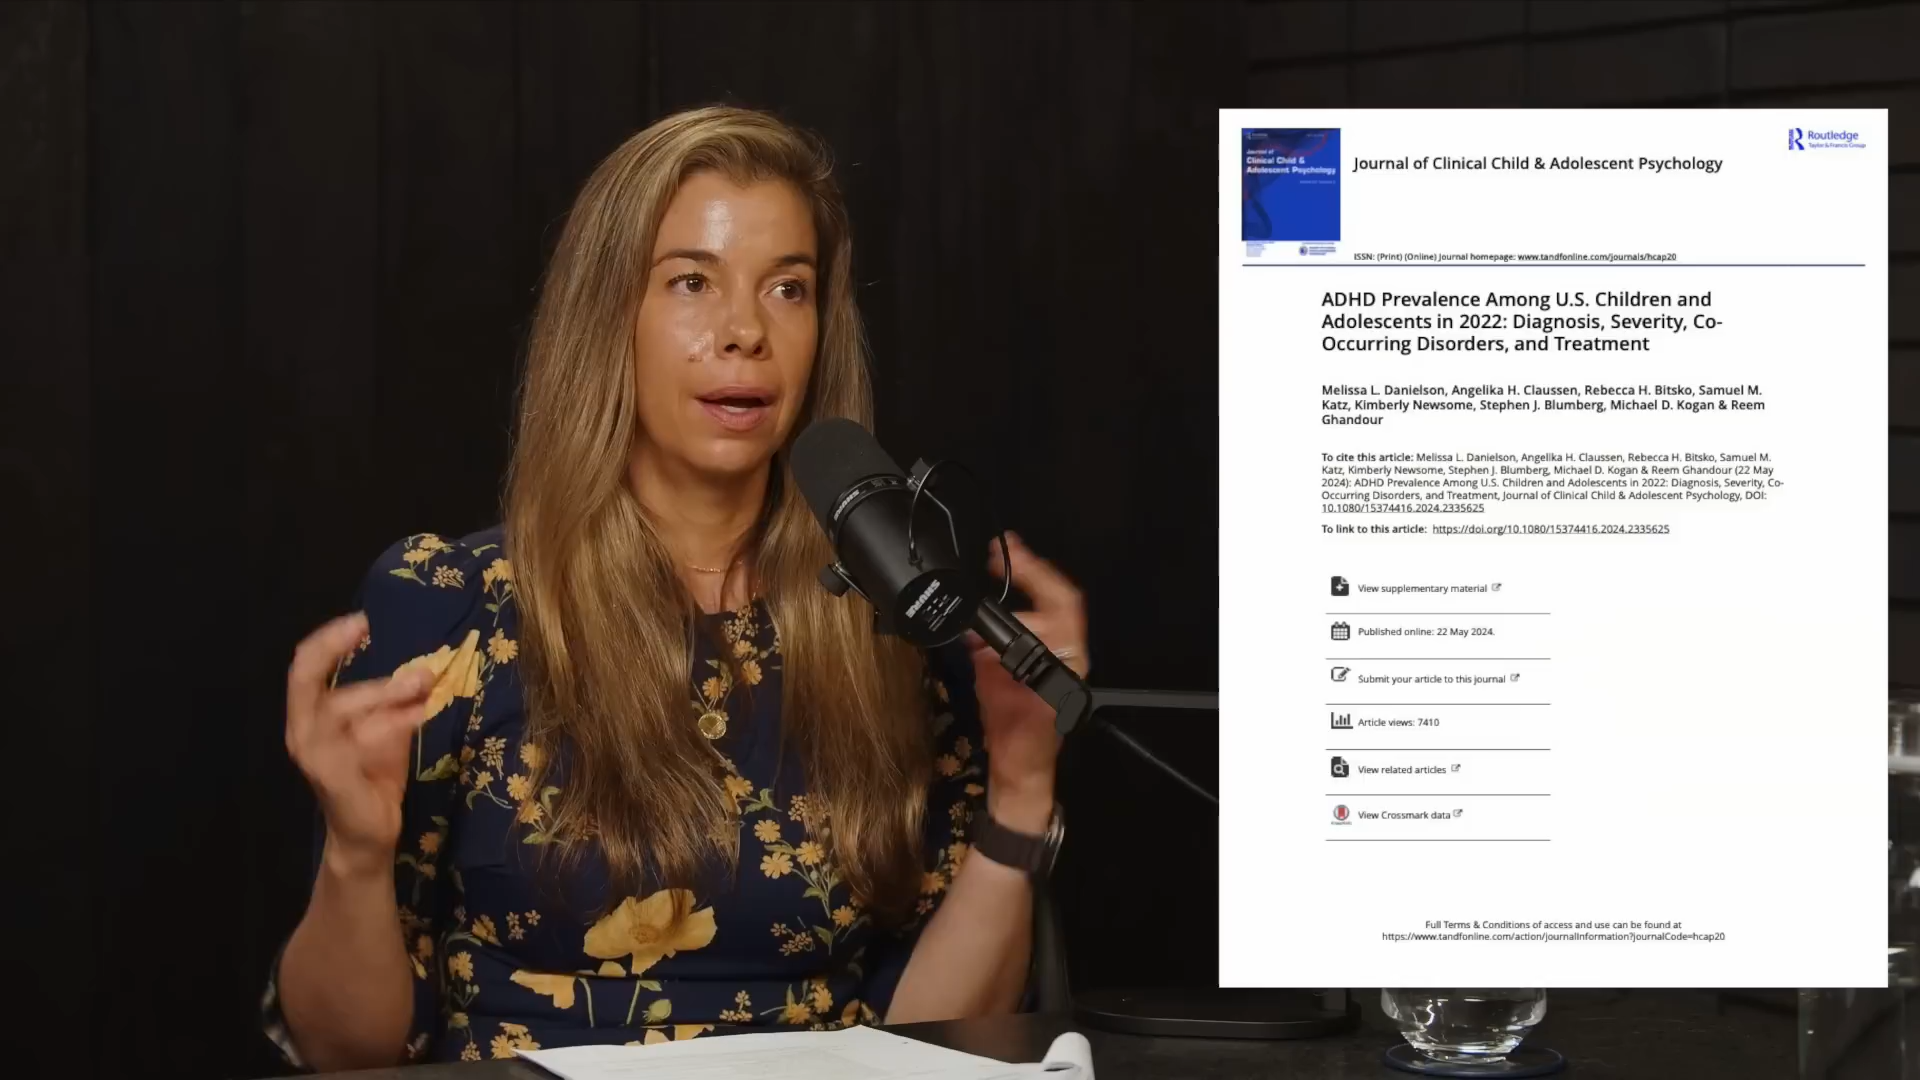 Journal of
Clinical Child &
Adolescent Psychology
Journal of Clinical Child & Adolescent Psychology
Routledge
Taylor & Francis Group
ISSN: (Print) (Online) Journal homepage: www.tandfonline.com/journals/hcap20
ADHD Prevalence Among U.S. Children and
Adolescents in 2022: Diagnosis, Severity, Co-
Occurring Disorders, and Treatment
Melissa L. Danielson, Angelika H. Claussen, Rebecca H. Bitsko, Samuel M.
Katz, Kimberly Newsome, Stephen J. Blumberg, Michael D. Kogan & Reem
Ghandour
To cite this article: Melissa L. Danielson, Angelika H. Claussen, Rebecca H. Bitsko, Samuel M.
Katz, Kimberly Newsome, Stephen J. Blumberg, Michael D. Kogan & Reem Ghandour (22 May
2024): ADHD Prevalence Among U.S. Children and Adolescents in 2022: Diagnosis, Severity, Co-
Occurring Disorders, and Treatment, Journal of Clinical Child & Adolescent Psychology, DOI:
10.1080/15374416.2024.2335625
To link to this article: https://doi.org/10.1080/15374416.2024.2335625
View supplementary material
Published online: 22 May 2024.
Submit your article to this journal
Article views: 7410
View related articles
View Crossmark data
Full Terms & Conditions of access and use can be found at
https://www.tandfonline.com/action/journalInformation?journalCode=hcap20
SHURE
SHURE